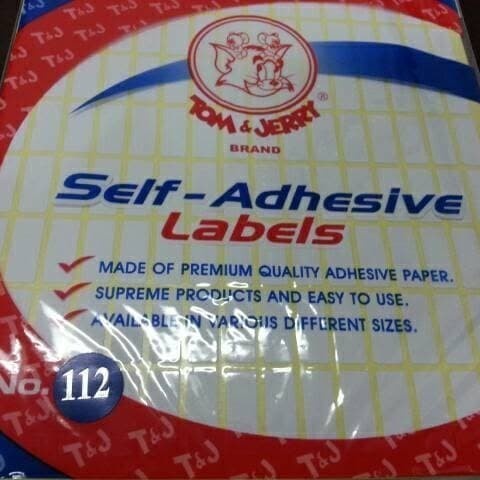 TOM & JERRY ®
BRAND
Self-Adhesive
Labels
MADE OF PREMIUM QUALITY ADHESIVE PAPER.
SUPREME PRODUCTS AND EASY TO USE.
AVAILABLE IN VARIOUS DIFFERENT SIZES.
No. 112
T&J
T&J
T&J
T&J
T&J
T&J